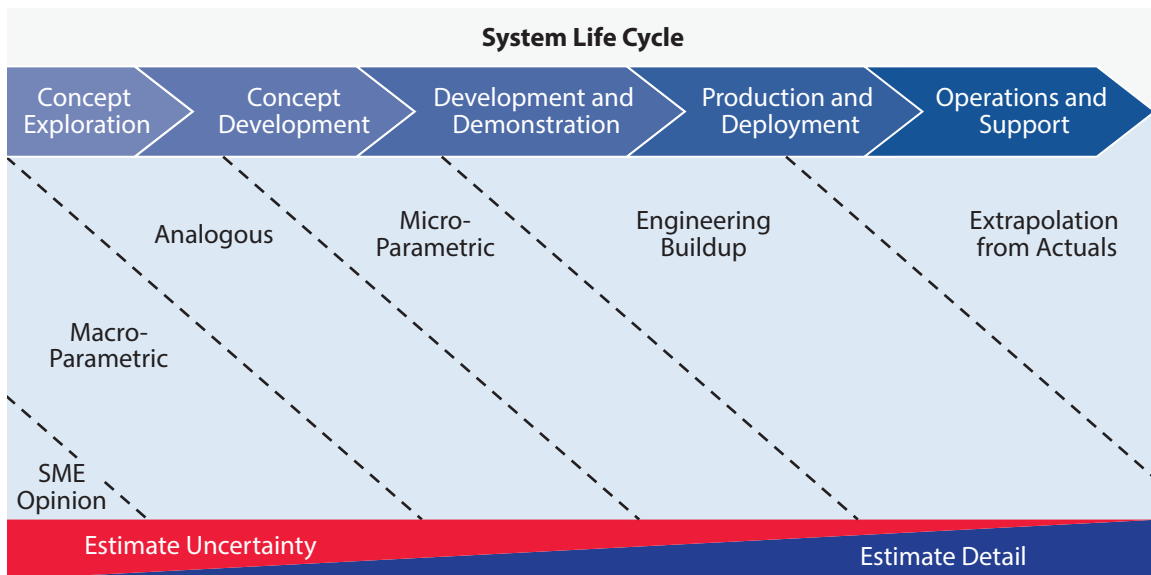 System Life Cycle
Concept
Exploration
Concept
Development
Development and
Demonstration
Production and
Deployment
Operations and
Support
Analogous
Micro-
Parametric
Engineering
Buildup
Extrapolation
from Actuals
Macro-
Parametric
SME
Opinion
Estimate Uncertainty
Estimate Detail